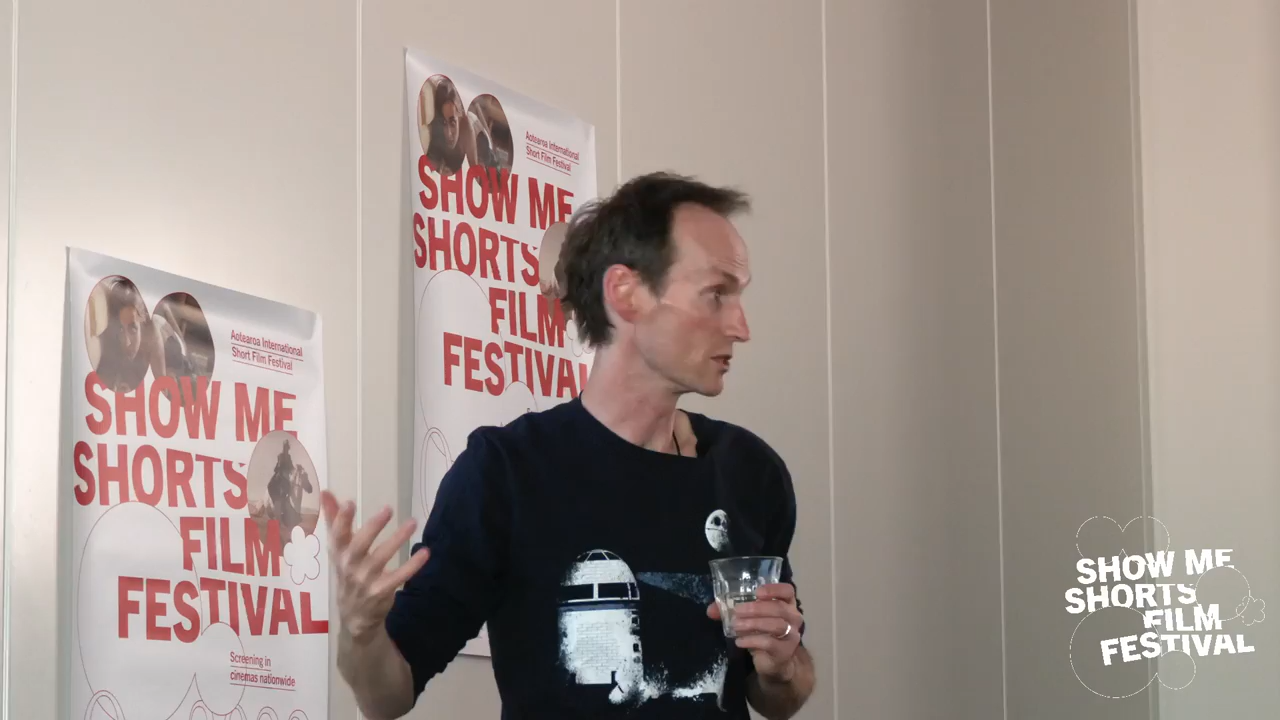 Aotearoa International
Short Film Festival
SHOW ME
SHORTS
FILM
FESTIVAL
Screening in
cinemas nationwide
Aotearoa International
Short Film Festival
SHOW ME
SHORTS
FILM
FESTIVAL
SHOW ME
SHORTS
FILM
FESTIVAL